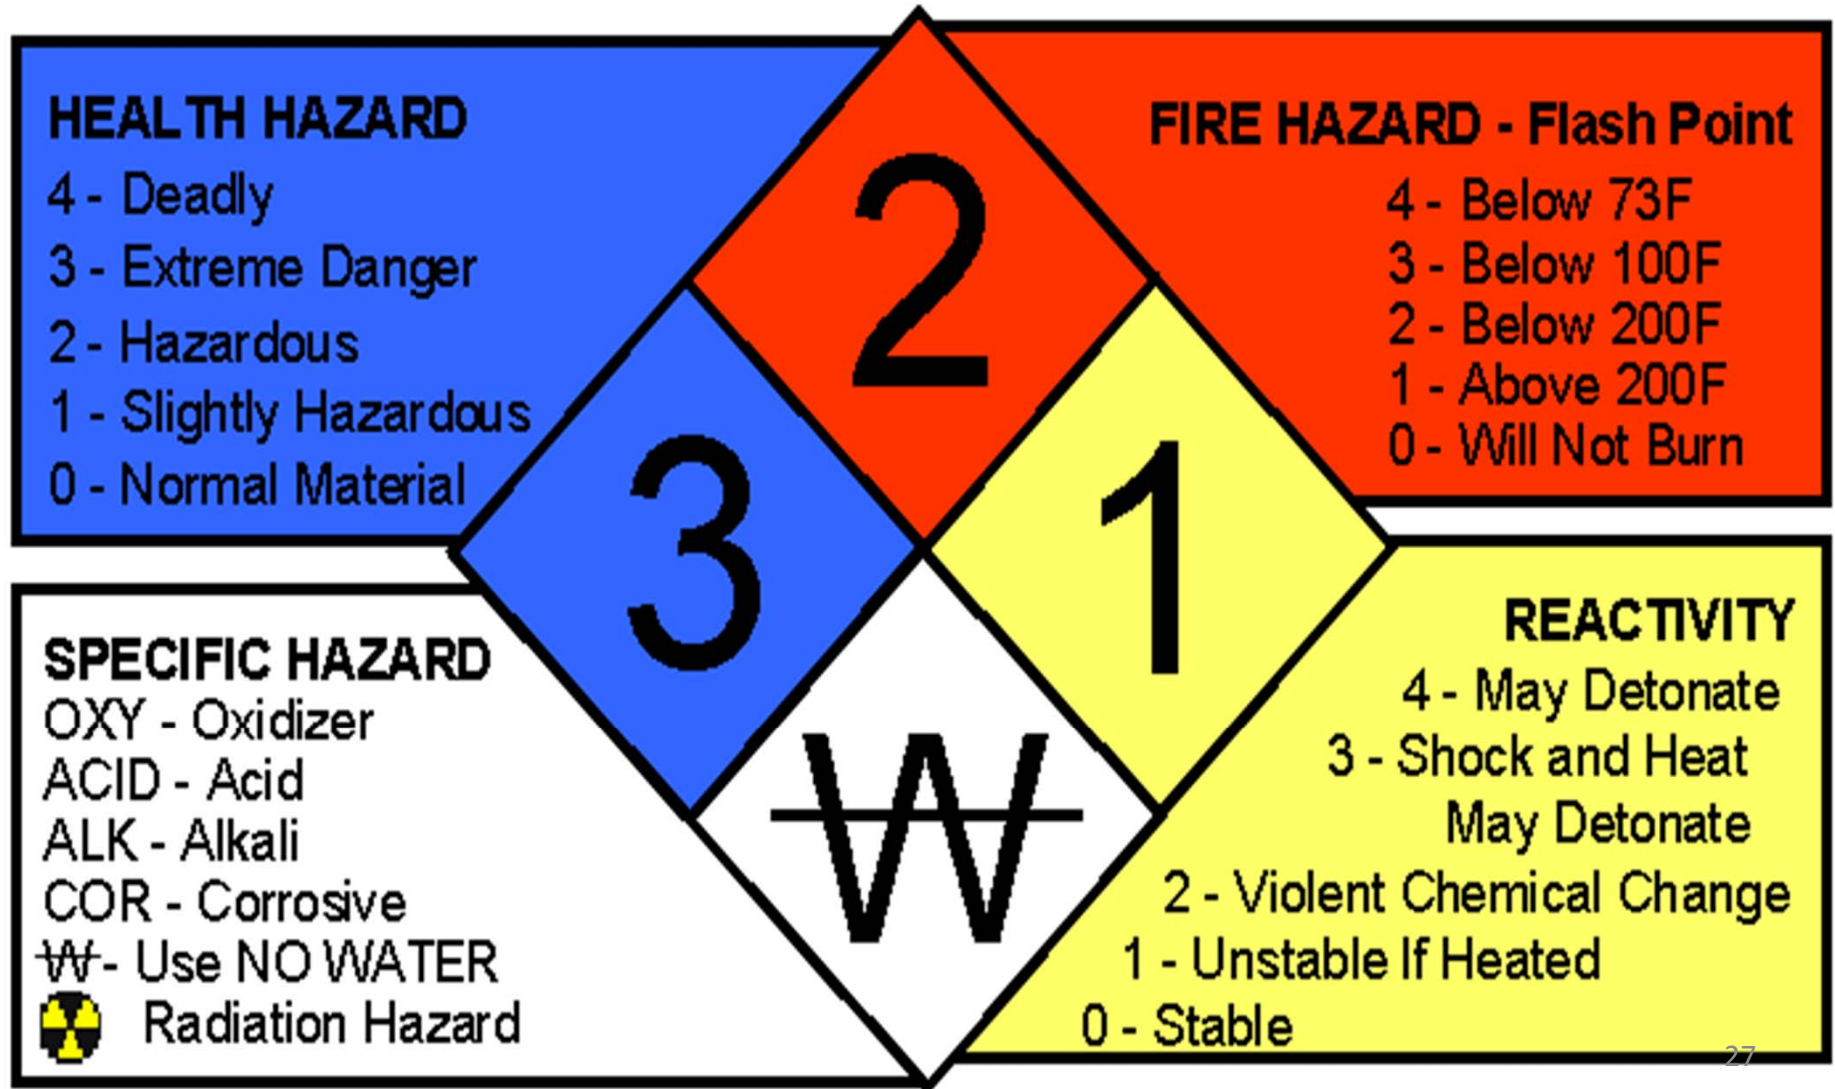 HEALTH HAZARD
4 - Deadly
3 - Extreme Danger
2 - Hazardous
1 - Slightly Hazardous
0 - Normal Material
FIRE HAZARD - Flash Point
4 - Below 73F
3 - Below 100F
2 - Below 200F
1 - Above 200F
0 - Will Not Burn
2
3
1
W
SPECIFIC HAZARD
OXY - Oxidizer
ACID - Acid
ALK - Alkali
COR - Corrosive
W - Use NO WATER
Radiation Hazard
REACTIVITY
4 - May Detonate
3 - Shock and Heat
May Detonate
2 - Violent Chemical Change
1 - Unstable If Heated
0 - Stable
27